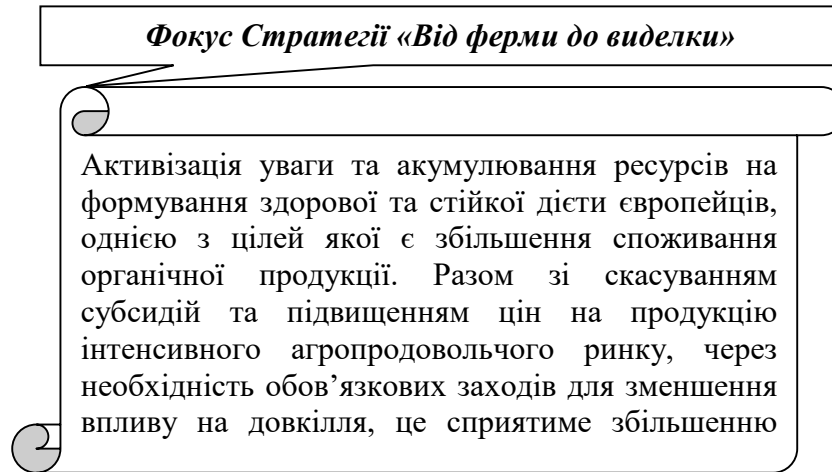 Фокус Стратегії «Від ферми до виделки»
Активізація уваги та акумулювання ресурсів на
формування здорової та стійкої дієти європейців,
однією з цілей якої є збільшення споживання
органічної продукції. Разом зі скасуванням
субсидій та підвищенням цін на продукцію
інтенсивного агропродовольчого ринку, через
необхідність обов’язкових заходів для зменшення
впливу на довкілля, це сприятиме збільшенню